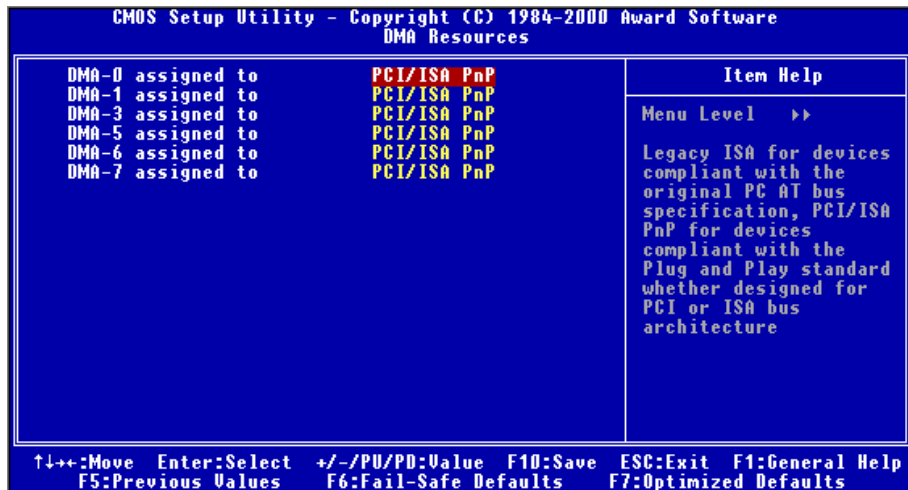 CMOS Setup Utility - Copyright (C) 1984-2000 Award Software
DMA Resources
DMA-0 assigned to PCI/ISA PnP
DMA-1 assigned to PCI/ISA PnP
DMA-3 assigned to PCI/ISA PnP
DMA-5 assigned to PCI/ISA PnP
DMA-6 assigned to PCI/ISA PnP
DMA-7 assigned to PCI/ISA PnP
Item Help
Menu Level ▸▸
Legacy ISA for devices
compliant with the
original PC AT bus
specification, PCI/ISA
PnP for devices
compliant with the
Plug and Play standard
whether designed for
PCI or ISA bus
architecture
↑↓→←:Move Enter:Select +/-/PU/PD:Value F10:Save ESC:Exit F1:General Help
F5:Previous Values F6:Fail-Safe Defaults F7:Optimized Defaults